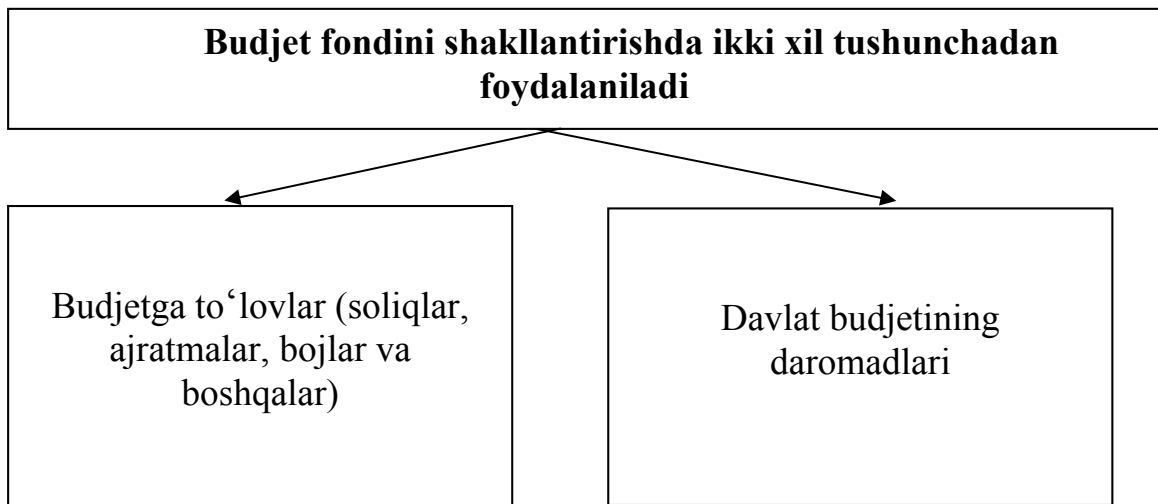 Budjet fondini shakllantirishda ikki xil tushunchadan
foydalaniladi
Budjetga to‘lovlar (soliqlar,
ajratmalar, bojlar va
boshqalar)
Davlat budjetining
daromadlari